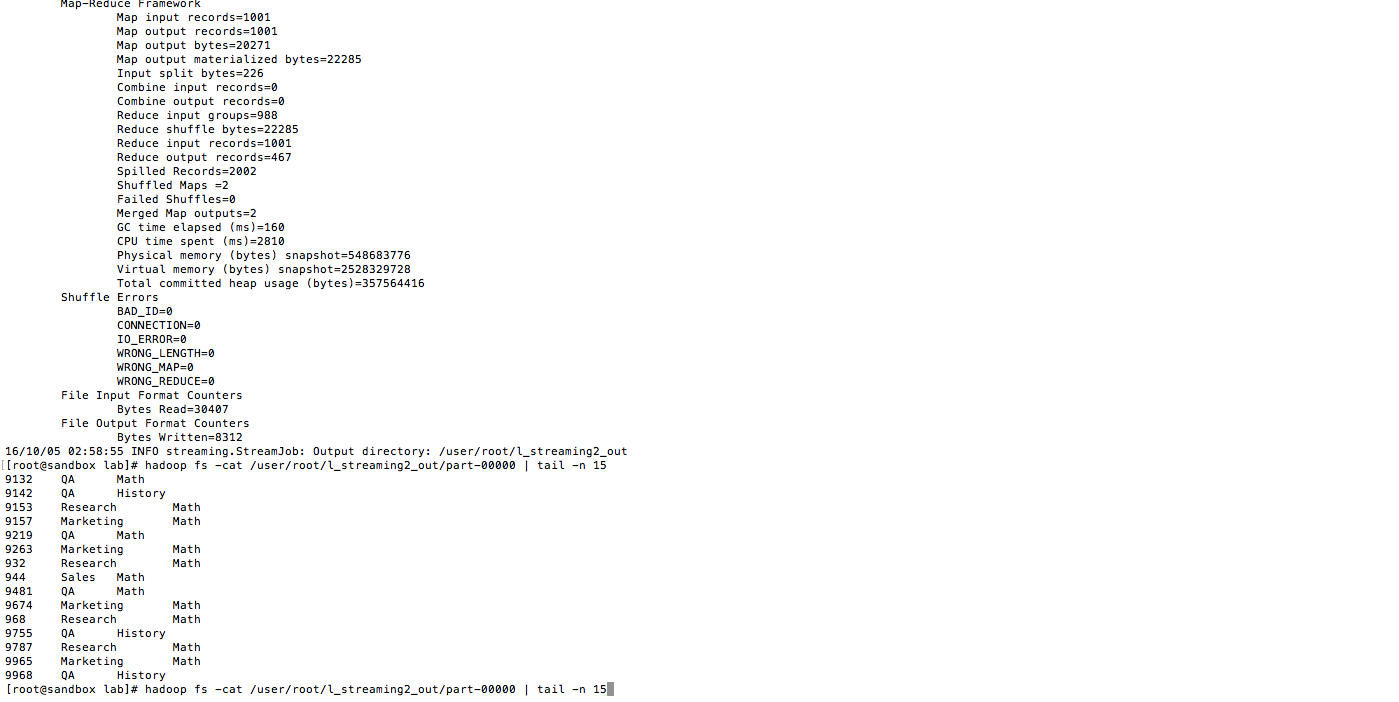 Map-Reduce Framework
Map input records=1001
Map output records=1001
Map output bytes=20271
Map output materialized bytes=22285
Input split bytes=226
Combine input records=0
Combine output records=0
Reduce input groups=988
Reduce shuffle bytes=22285
Reduce input records=1001
Reduce output records=467
Spilled Records=2002
Shuffled Maps =2
Failed Shuffles=0
Merged Map outputs=2
GC time elapsed (ms)=160
CPU time spent (ms)=2810
Physical memory (bytes) snapshot=548683776
Virtual memory (bytes) snapshot=2528329728
Total committed heap usage (bytes)=357564416
Shuffle Errors
BAD_ID=0
CONNECTION=0
IO_ERROR=0
WRONG_LENGTH=0
WRONG_MAP=0
WRONG_REDUCE=0
File Input Format Counters
Bytes Read=30407
File Output Format Counters
Bytes Written=8312
16/10/05 02:58:55 INFO streaming.StreamJob: Output directory: /user/root/l_streaming2_out
[[root@sandbox lab]# hadoop fs -cat /user/root/l_streaming2_out/part-00000 | tail -n 15
9132 QA Math
9142 QA History
9153 Research Math
9157 Marketing Math
9219 QA Math
9263 Marketing Math
932 Research Math
944 Sales Math
9481 QA Math
9674 Marketing Math
968 Research Math
9755 QA History
9787 Research Math
9965 Marketing Math
9968 QA History
[root@sandbox lab]# hadoop fs -cat /user/root/l_streaming2_out/part-00000 | tail -n 15